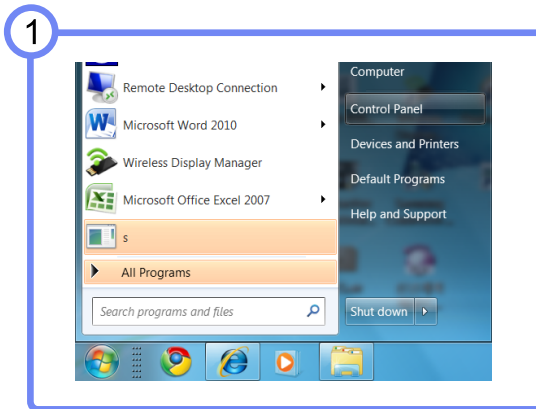 1
Remote Desktop Connection
Microsoft Word 2010
Wireless Display Manager
Microsoft Office Excel 2007
s
All Programs
Search programs and files
Computer
Control Panel
Devices and Printers
Default Programs
Help and Support
Shut down